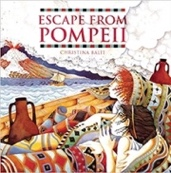 ESCAPE FROM
POMPEII
CHRISTINA BALIT